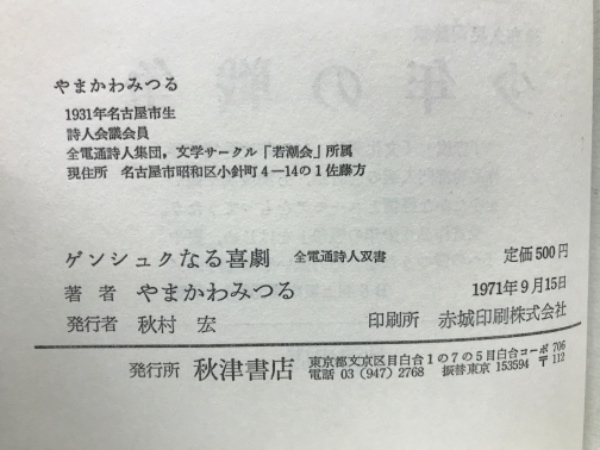 少年の戦
やまかわみつる
1931年名古屋市生
詩人会議会員
全電通詩人集団，文学サークル「若潮会」所属
現住所 名古屋市昭和区小針町4－14の1佐藤方
ゲンシュクなる喜劇 全電通詩人双書 定価500円
著者 やまかわみつる 1971年9月15日
発行者 秋村 宏 印刷所 赤城印刷株式会社
発行所 秋津書店 東京都文京区目白台1の7の5目白台コーポ706
電話 03 (947) 2768 振替東京 153594 〒112